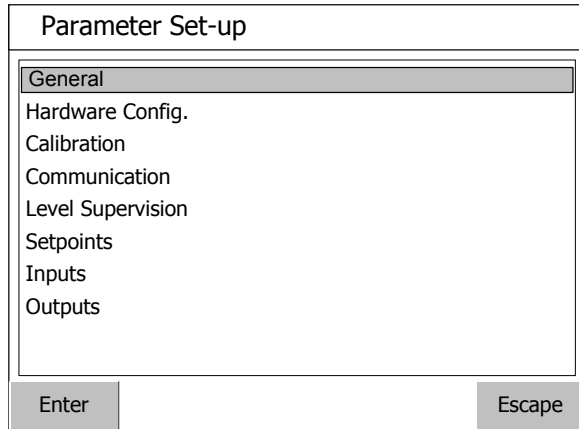 Parameter Set-up
General
Hardware Config.
Calibration
Communication
Level Supervision
Setpoints
Inputs
Outputs
Enter
Escape